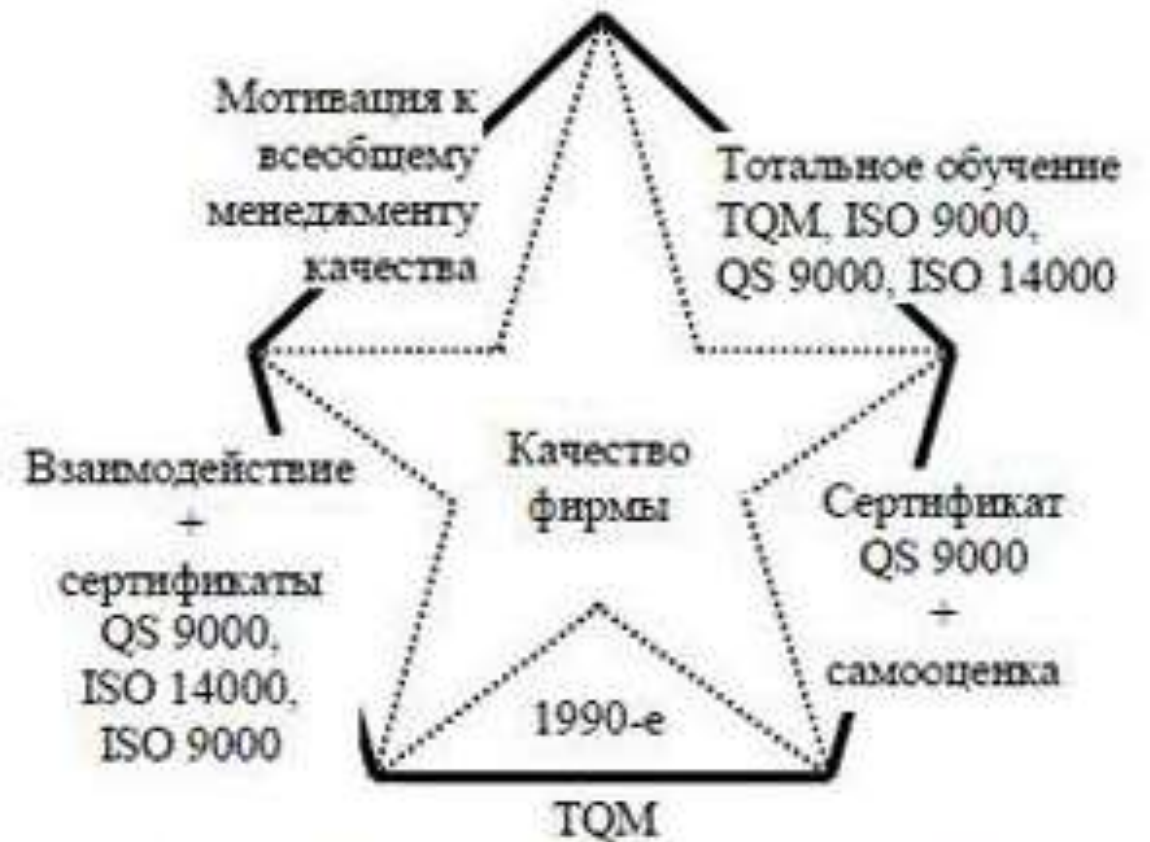 Мотивация к
всеобщему
менеджменту
качества
Тотальное обучение
TQM, ISO 9000,
QS 9000, ISO 14000
Взаимодействие
+
сертификаты
QS 9000,
ISO 14000,
ISO 9000
Качество
фирмы
Сертификат
QS 9000
+
самооценка
1990-е
TQM